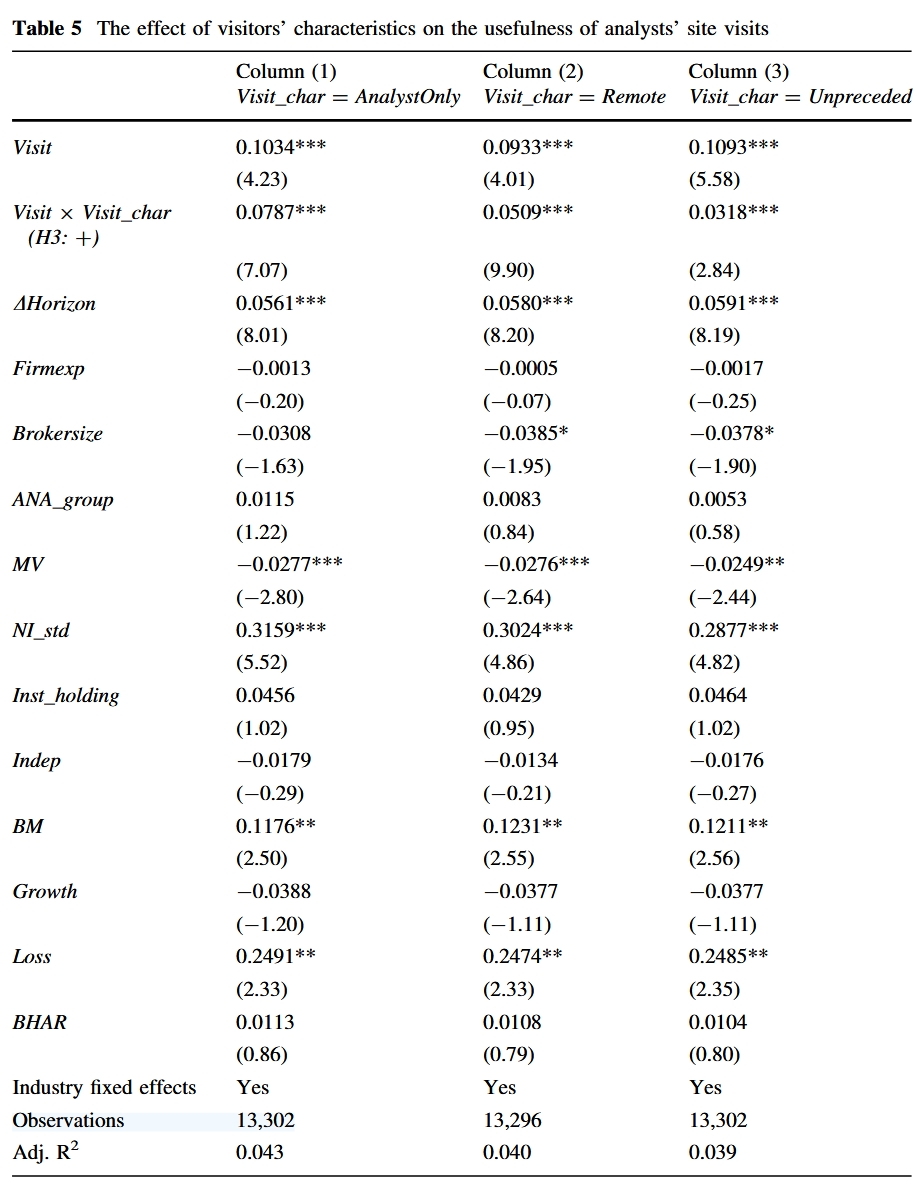 Table 5 The effect of visitors' characteristics on the usefulness of analysts' site visits
Column (1) Column (2) Column (3)
Visit_char = AnalystOnly Visit_char = Remote Visit_char = Unpreceded
Visit 0.1034*** 0.0933*** 0.1093***
(4.23) (4.01) (5.58)
Visit × Visit_char 0.0787*** 0.0509*** 0.0318***
(H3: +)
(7.07) (9.90) (2.84)
ΔHorizon 0.0561*** 0.0580*** 0.0591***
(8.01) (8.20) (8.19)
Firmexp −0.0013 −0.0005 −0.0017
(−0.20) (−0.07) (−0.25)
Brokersize −0.0308 −0.0385* −0.0378*
(−1.63) (−1.95) (−1.90)
ANA_group 0.0115 0.0083 0.0053
(1.22) (0.84) (0.58)
MV −0.0277*** −0.0276*** −0.0249**
(−2.80) (−2.64) (−2.44)
NI_std 0.3159*** 0.3024*** 0.2877***
(5.52) (4.86) (4.82)
Inst_holding 0.0456 0.0429 0.0464
(1.02) (0.95) (1.02)
Indep −0.0179 −0.0134 −0.0176
(−0.29) (−0.21) (−0.27)
BM 0.1176** 0.1231** 0.1211**
(2.50) (2.55) (2.56)
Growth −0.0388 −0.0377 −0.0377
(−1.20) (−1.11) (−1.11)
Loss 0.2491** 0.2474** 0.2485**
(2.33) (2.33) (2.35)
BHAR 0.0113 0.0108 0.0104
(0.86) (0.79) (0.80)
Industry fixed effects Yes Yes Yes
Observations 13,302 13,296 13,302
Adj. R² 0.043 0.040 0.039